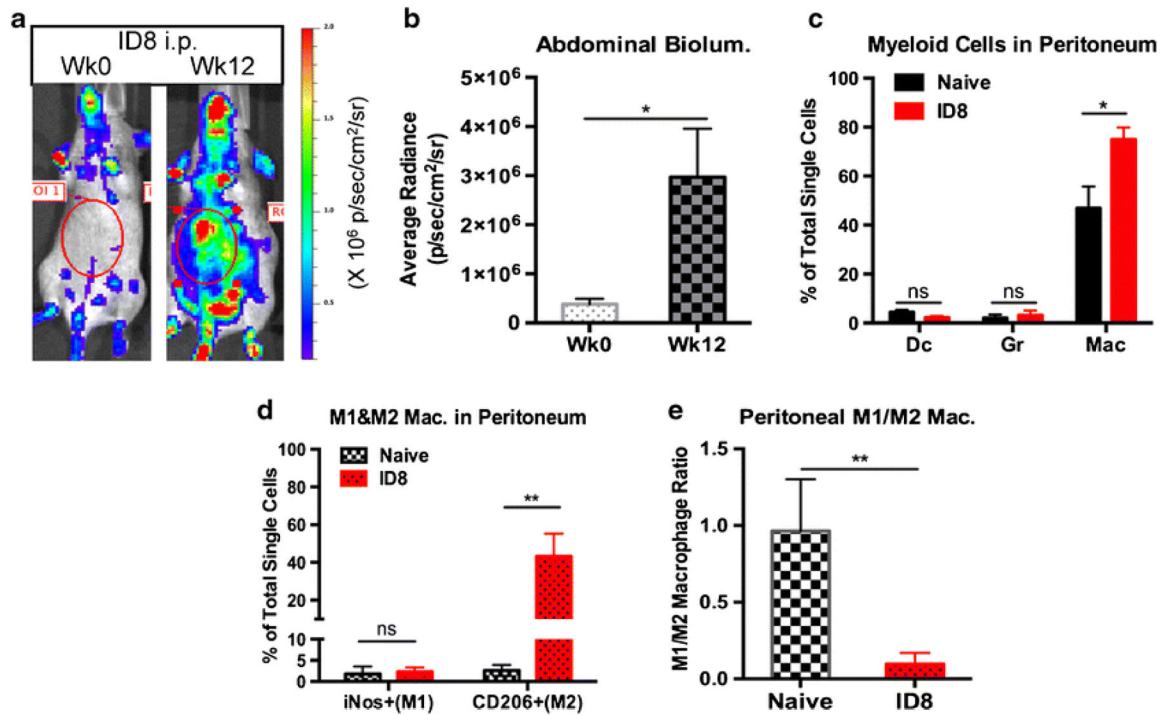 a
ID8 i.p.
Wk0 Wk12
OI 1
RO
2.0
1.5
1.0
0.5
(X 10⁶ p/sec/cm²/sr)
b
Abdominal Biolum.
Average Radiance
(p/sec/cm²/sr)
5×10⁶
4×10⁶
3×10⁶
2×10⁶
1×10⁶
0
*
Wk0 Wk12
c
Myeloid Cells in Peritoneum
% of Total Single Cells
100
80
60
40
20
0
Naive
ID8
ns ns *
Dc Gr Mac
d
M1&M2 Mac. in Peritoneum
% of Total Single Cells
100
80
60
40
20
10
5
0
Naive
ID8
ns **
iNos+(M1) CD206+(M2)
e
Peritoneal M1/M2 Mac.
M1/M2 Macrophage Ratio
1.5
1.0
0.5
0.0
**
Naive ID8